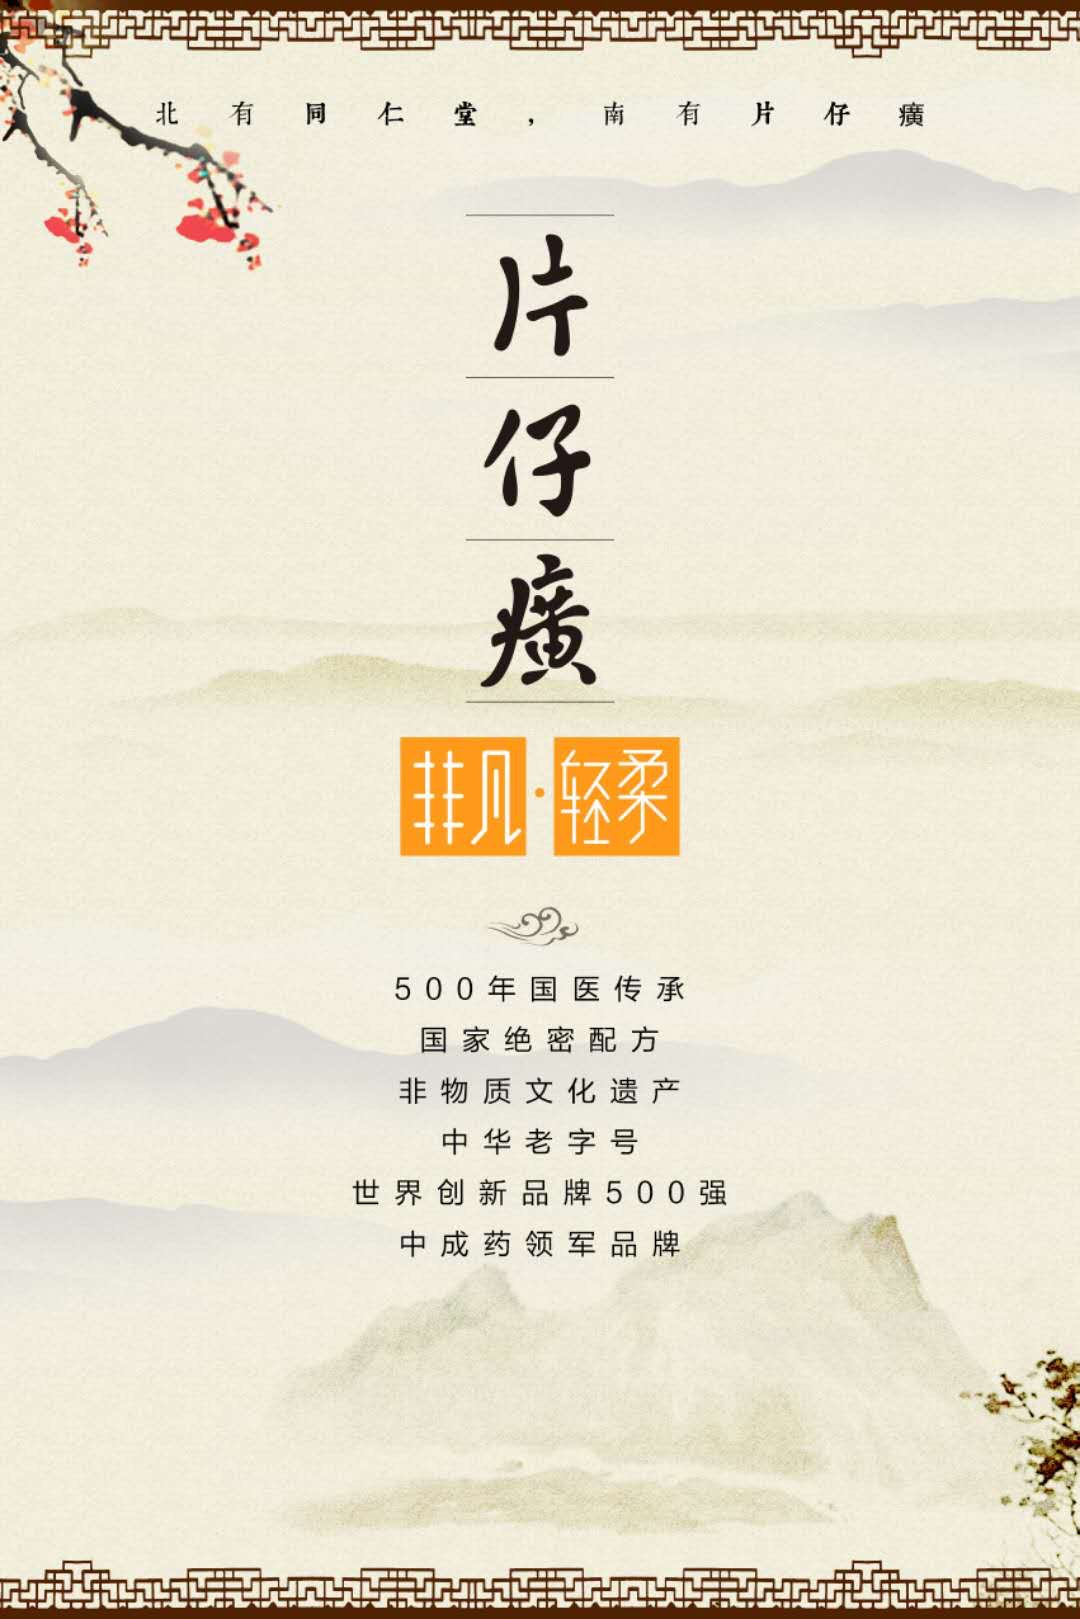 北有同仁堂，南有片仔癀
片
仔
癀
非凡·轻柔
500年国医传承
国家绝密配方
非物质文化遗产
中华老字号
世界创新品牌500强
中成药领军品牌